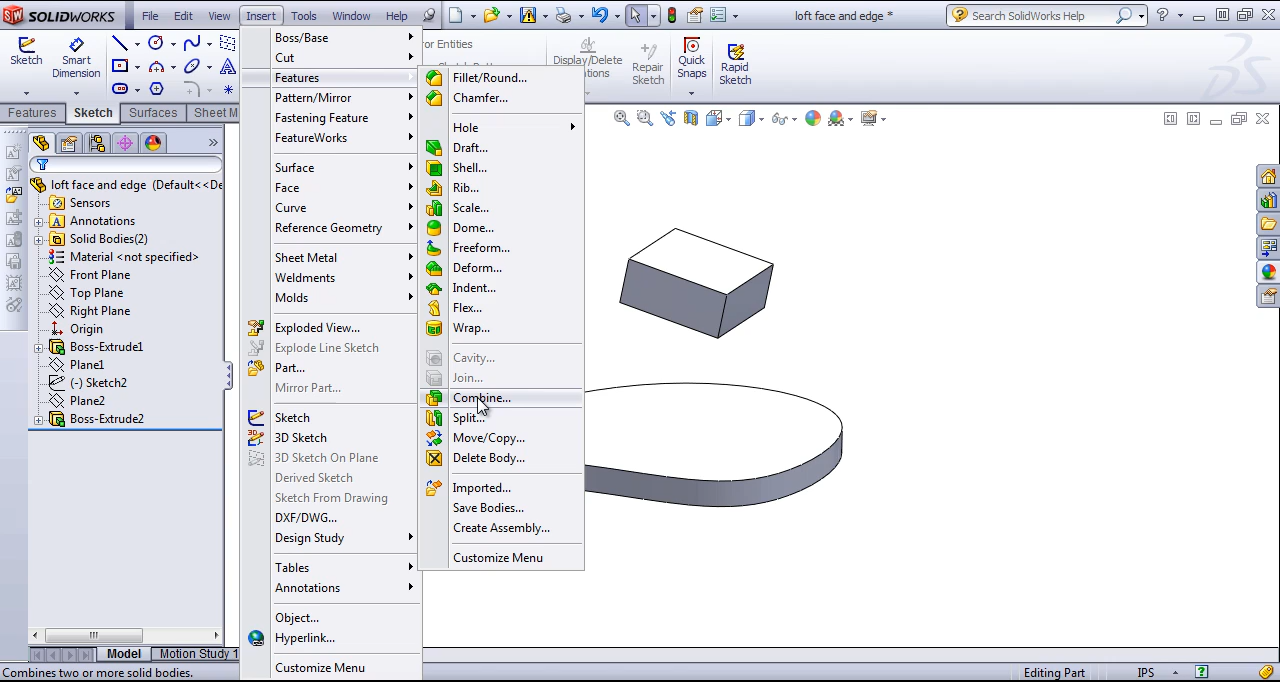 SOLIDWORKS File Edit View Insert Tools Window Help loft face and edge * Search SolidWorks Help
Sketch Smart Dimension
Display/Delete Repair Sketch Quick Snaps Rapid Sketch
Features Sketch Surfaces Sheet M
loft face and edge (Default<<De
Sensors
Annotations
Solid Bodies(2)
Material <not specified>
Front Plane
Top Plane
Right Plane
Origin
Boss-Extrude1
Plane1
(-) Sketch2
Plane2
Boss-Extrude2
Boss/Base
Cut
Features
Pattern/Mirror
Fastening Feature
FeatureWorks
Surface
Face
Curve
Reference Geometry
Sheet Metal
Weldments
Molds
Exploded View...
Explode Line Sketch
Part...
Mirror Part...
Sketch
3D Sketch
3D Sketch On Plane
Derived Sketch
Sketch From Drawing
DXF/DWG...
Design Study
Tables
Annotations
Object...
Hyperlink...
Customize Menu
Fillet/Round...
Chamfer...
Hole
Draft...
Shell...
Rib...
Scale...
Dome...
Freeform...
Deform...
Indent...
Flex...
Wrap...
Cavity...
Join...
Combine...
Split...
Move/Copy...
Delete Body...
Imported...
Save Bodies...
Create Assembly...
Customize Menu
Model Motion Study 1
Combines two or more solid bodies. Editing Part IPS